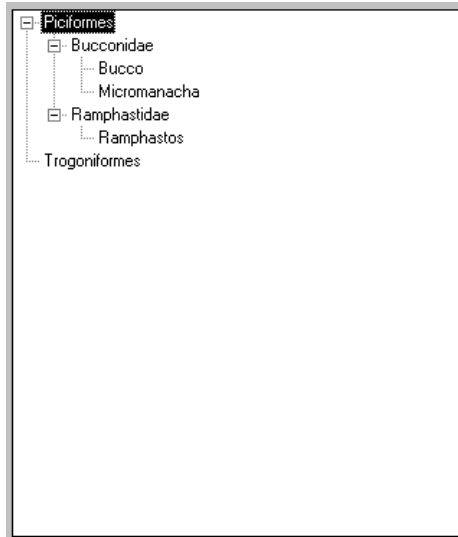 Piciformes
Bucconidae
Bucco
Micromanacha
Ramphastidae
Ramphastos
Trogoniformes